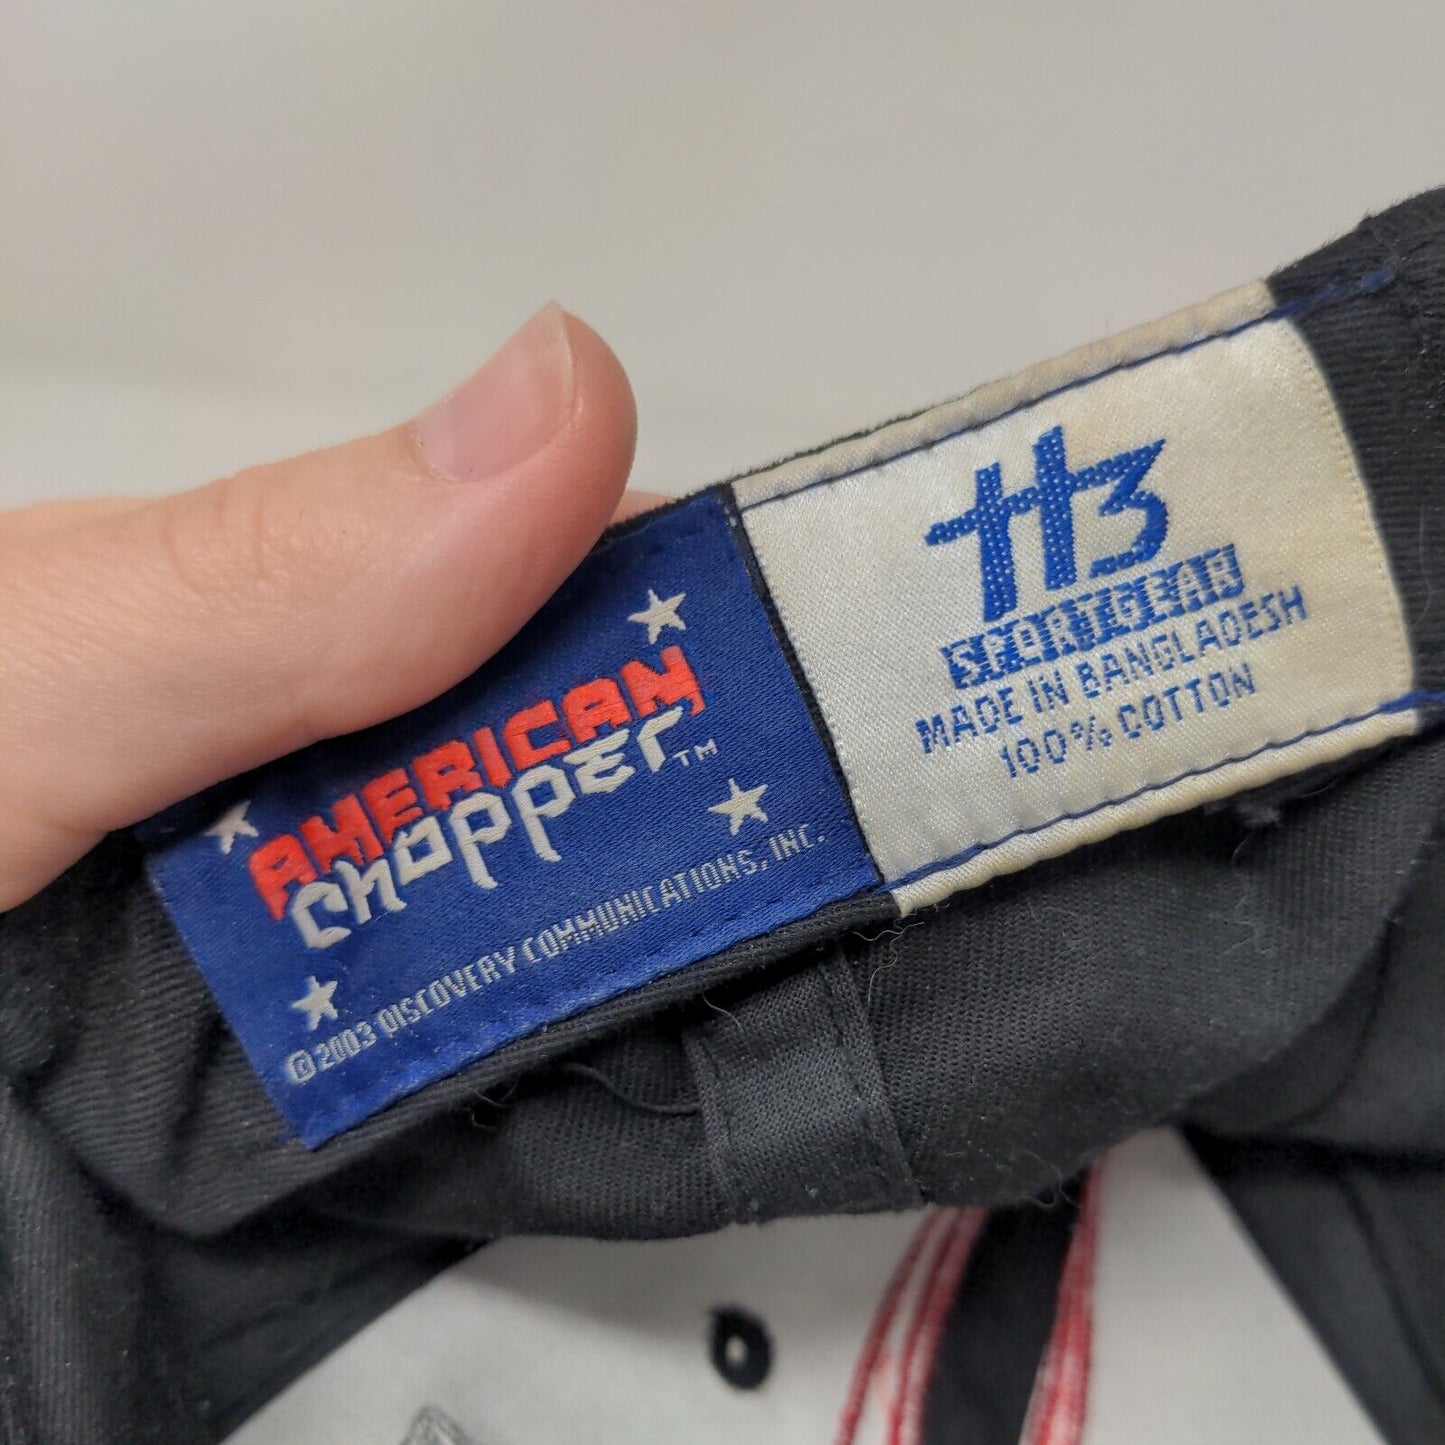 AMERICAN
chopper™
© 2003 DISCOVERY COMMUNICATIONS, INC.
H3
SPORTGEAR
MADE IN BANGLADESH
100% COTTON